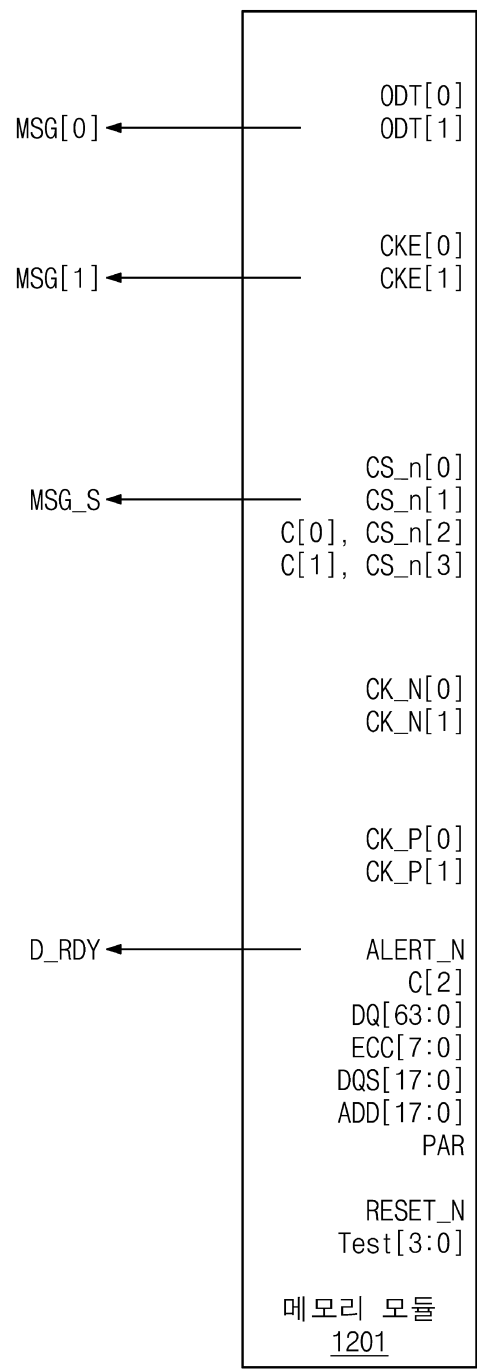 ODT[0]
MSG[0] ODT[1]
CKE[0]
MSG[1] CKE[1]
CS_n[0]
MSG_S CS_n[1]
C[0], CS_n[2]
C[1], CS_n[3]
CK_N[0]
CK_N[1]
CK_P[0]
CK_P[1]
D_RDY ALERT_N
C[2]
DQ[63:0]
ECC[7:0]
DQS[17:0]
ADD[17:0]
PAR
RESET_N
Test[3:0]
메모리 모듈
1201